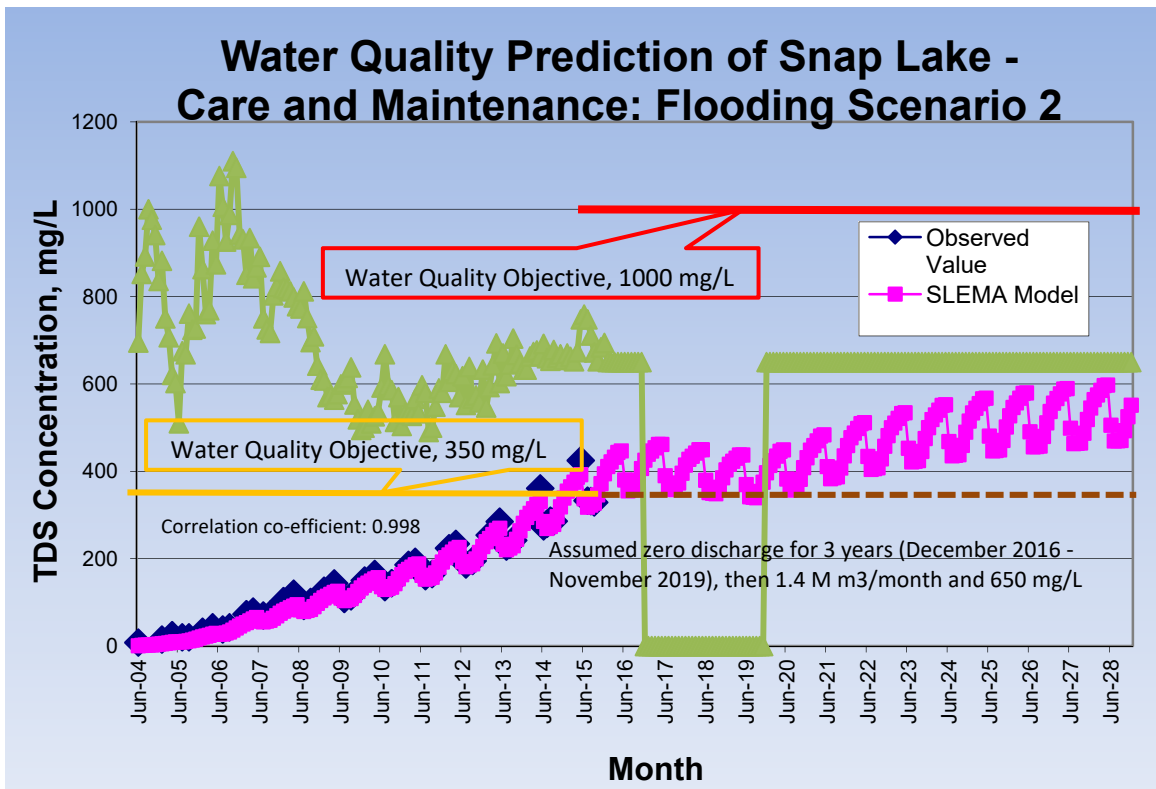 Water Quality Prediction of Snap Lake -
Care and Maintenance: Flooding Scenario 2
TDS Concentration, mg/L
1200
1000
800
600
400
200
0
Water Quality Objective, 1000 mg/L
Observed
Value
SLEMA Model
Water Quality Objective, 350 mg/L
Correlation co-efficient: 0.998
Assumed zero discharge for 3 years (December 2016 -
November 2019), then 1.4 M m3/month and 650 mg/L
Jun-04
Jun-05
Jun-06
Jun-07
Jun-08
Jun-09
Jun-10
Jun-11
Jun-12
Jun-13
Jun-14
Jun-15
Jun-16
Jun-17
Jun-18
Jun-19
Jun-20
Jun-21
Jun-22
Jun-23
Jun-24
Jun-25
Jun-26
Jun-27
Jun-28
Month